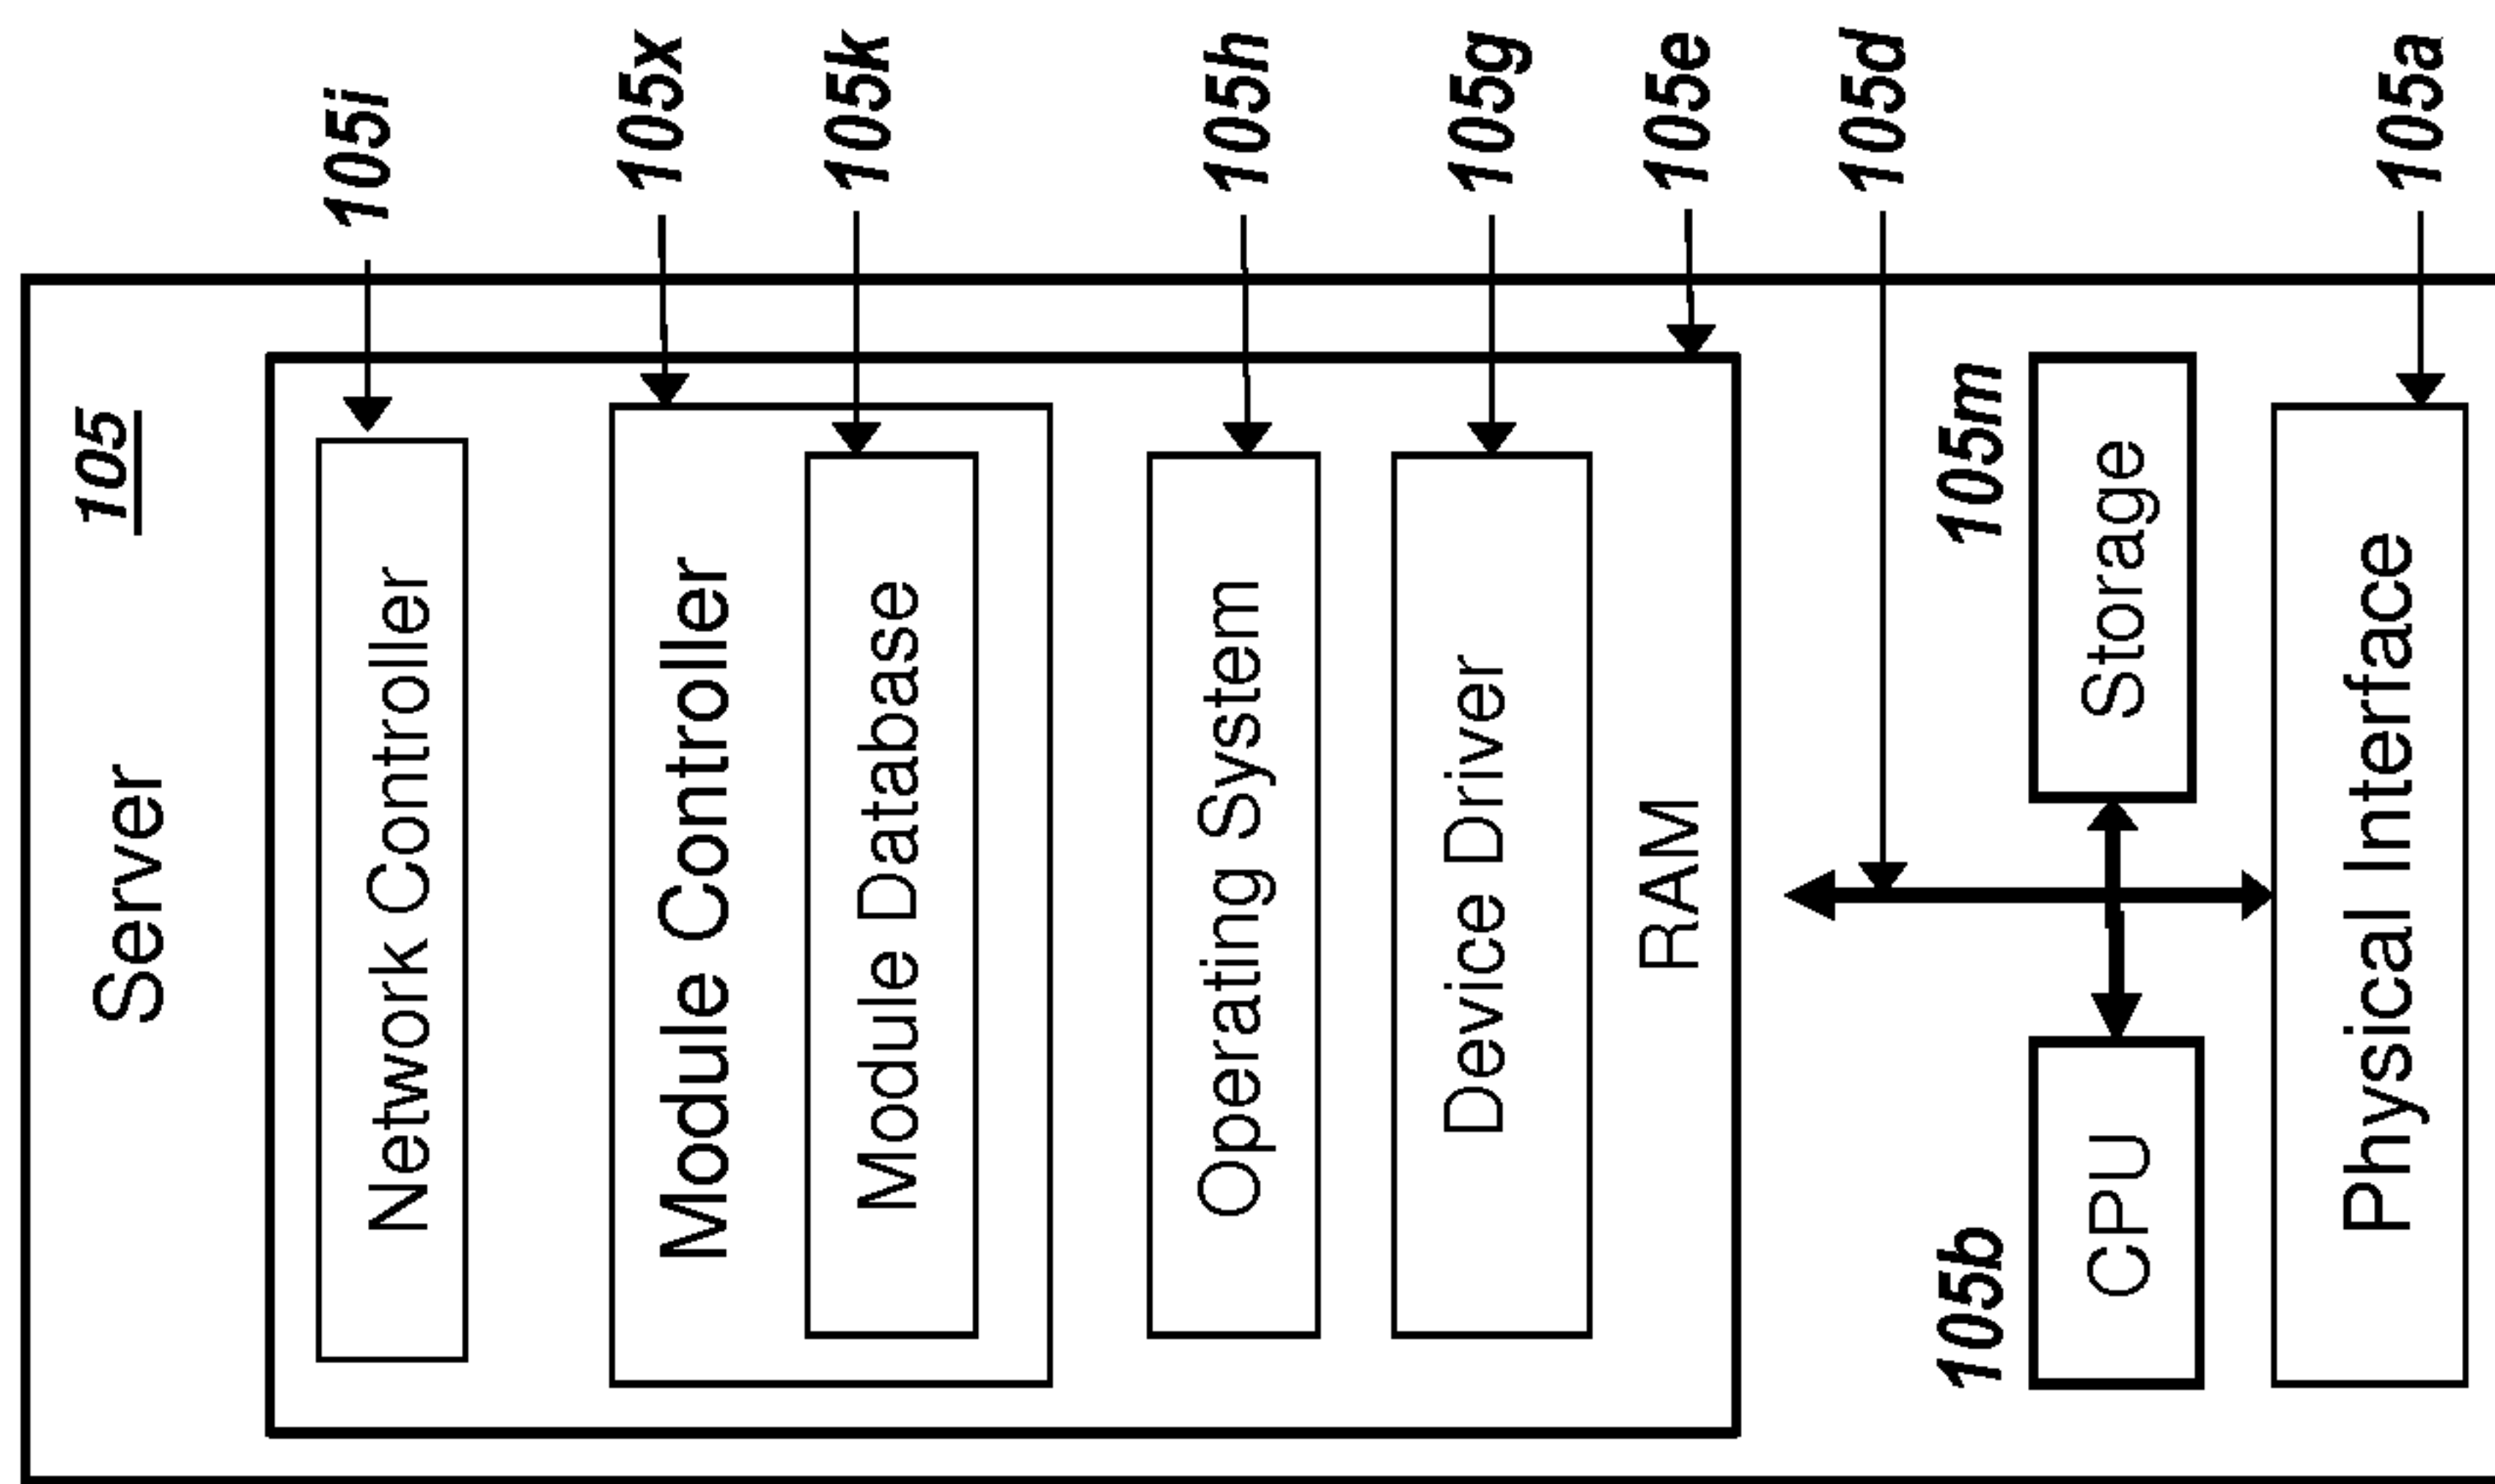 Server
105
Network Controller
105i
Module Controller
105x
Module Database
105k
Operating System
105h
Device Driver
105g
RAM
105e
105d
105b
105m
CPU
Storage
Physical Interface
105a